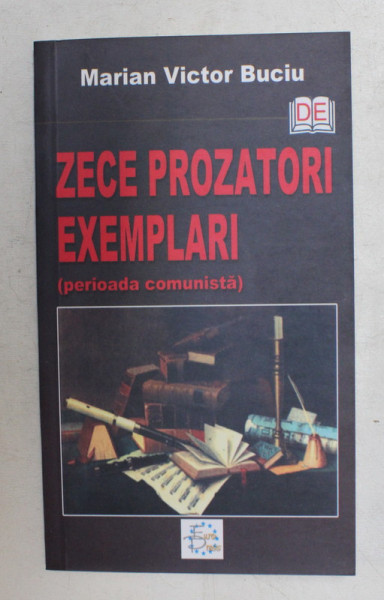 Marian Victor Buciu
DE
ZECE PROZATORI
EXEMPLARI
(perioada comunistă)